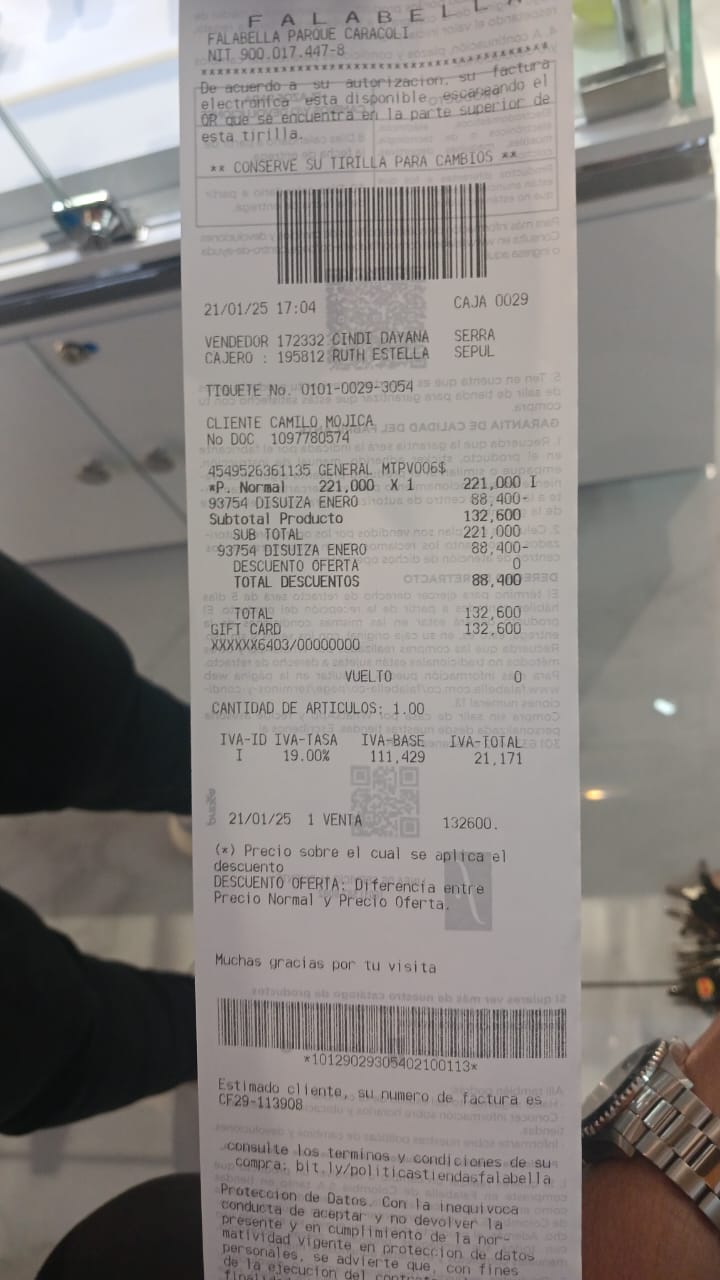 FALABELL
FALABELLA PARQUE CARACOLI
NIT 900.017.447-8
De acuerdo a su autorizacion, su factura
electronica esta disponible, escaneando el
QR que se encuentra en la parte superior de
esta tirilla.
** CONSERVE SU TIRILLA PARA CAMBIOS **
21/01/25 17:04 CAJA 0029
VENDEDOR 172332 CINDI DAYANA SERRA
CAJERO : 195812 RUTH ESTELLA SEPUL
TIQUETE No. 0101-0029-3054
CLIENTE CAMILO MOJICA
No DOC 1097780574
4549526361135 GENERAL MTPV006$
*P. Normal 221,000 X 1 221,000 I
93754 DISUIZA ENERO 88,400-
Subtotal Producto 132,600
SUB TOTAL 221,000
93754 DISUIZA ENERO 88,400-
DESCUENTO OFERTA 0
TOTAL DESCUENTOS 88,400
TOTAL 132,600
GIFT CARD 132,600
XXXXXX6403/00000000
VUELTO 0
CANTIDAD DE ARTICULOS: 1.00
IVA-ID IVA-TASA IVA-BASE IVA-TOTAL
I 19.00% 111,429 21,171
21/01/25 1 VENTA 132600.
(*) Precio sobre el cual se aplica el
descuento
DESCUENTO OFERTA: Diferencia entre
Precio Normal y Precio Oferta.
Muchas gracias por tu visita
*10129029305402100113*
Estimado cliente, su numero de factura es
CF29-113908
consulte los terminos y condiciones de su
compra: bit.ly/politicastiendasfalabella
Proteccion de Datos. Con la inequivoca
conducta de aceptar y no devolver la
presente y en cumplimiento de la nor-
matividad vigente en proteccion de datos
personales, se advierte que, con fines
de la ejecucion del